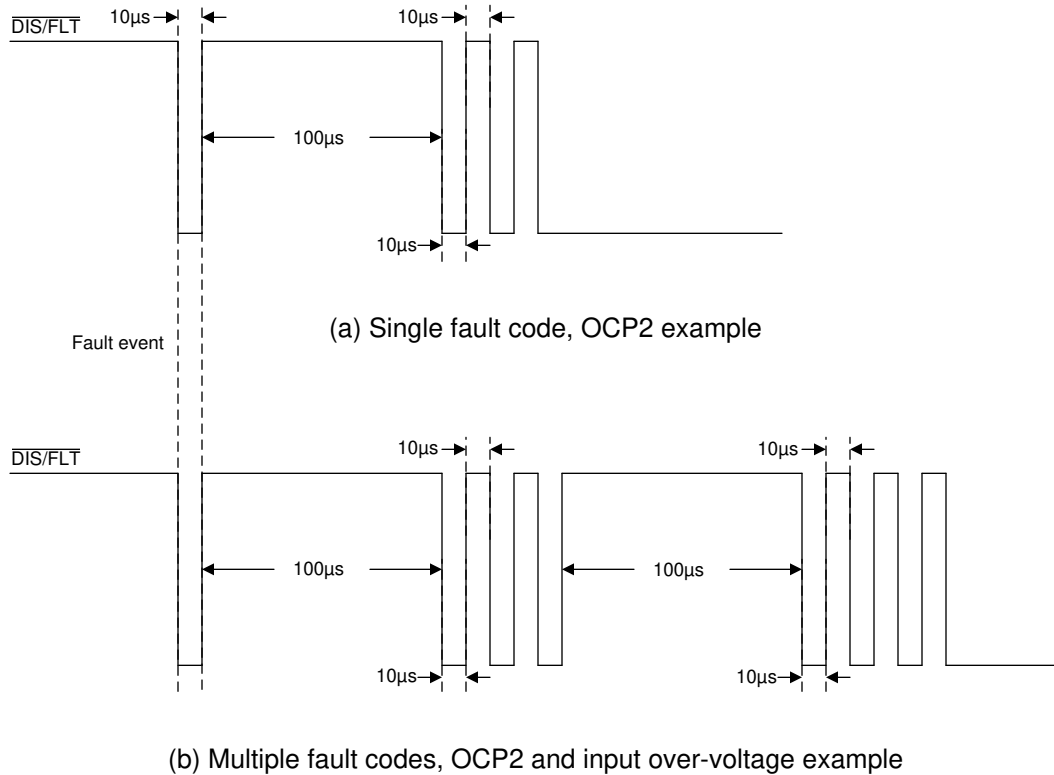 10µs
10µs
DIS/FLT
100µs
10µs
(a) Single fault code, OCP2 example
Fault event
10µs
10µs
DIS/FLT
100µs
100µs
10µs
10µs
(b) Multiple fault codes, OCP2 and input over-voltage example